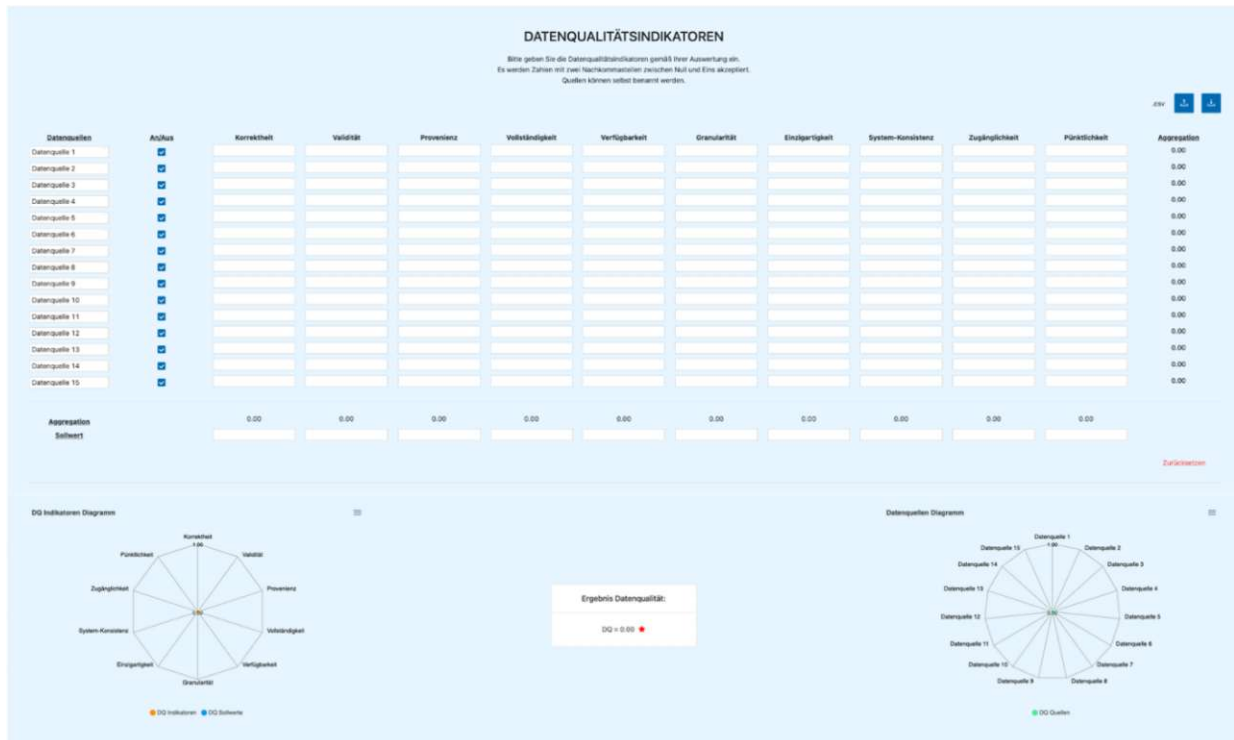 DATENQUALITÄTSINDIKATOREN
Bitte geben Sie die Datenqualitätsindikatoren gemäß Ihrer Auswertung ein.
Es werden Zahlen mit zwei Nachkommastellen zwischen Null und Eins akzeptiert.
Quellen können selbst benannt werden.
.csv
Datenquellen An/Aus Korrektheit Validität Provenienz Vollständigkeit Verfügbarkeit Granularität Einzigartigkeit System-Konsistenz Zugänglichkeit Pünktlichkeit Aggregation
Datenquelle 1 0.00
Datenquelle 2 0.00
Datenquelle 3 0.00
Datenquelle 4 0.00
Datenquelle 5 0.00
Datenquelle 6 0.00
Datenquelle 7 0.00
Datenquelle 8 0.00
Datenquelle 9 0.00
Datenquelle 10 0.00
Datenquelle 11 0.00
Datenquelle 12 0.00
Datenquelle 13 0.00
Datenquelle 14 0.00
Datenquelle 15 0.00
Aggregation 0.00 0.00 0.00 0.00 0.00 0.00 0.00 0.00 0.00 0.00
Sollwert
Zurücksetzen
DQ Indikatoren Diagramm
Korrektheit
1.00
Pünktlichkeit Validität
Zugänglichkeit Provenienz
0.00
System-Konsistenz Vollständigkeit
Einzigartigkeit Verfügbarkeit
Granularität
DQ Indikatoren DQ Sollwerte
Ergebnis Datenqualität:
DQ = 0.00
Datenquellen Diagramm
Datenquelle 1
1.00
Datenquelle 15 Datenquelle 2
Datenquelle 14 Datenquelle 3
Datenquelle 13 Datenquelle 4
0.00
Datenquelle 12 Datenquelle 5
Datenquelle 11 Datenquelle 6
Datenquelle 10 Datenquelle 7
Datenquelle 9 Datenquelle 8
DQ Quellen